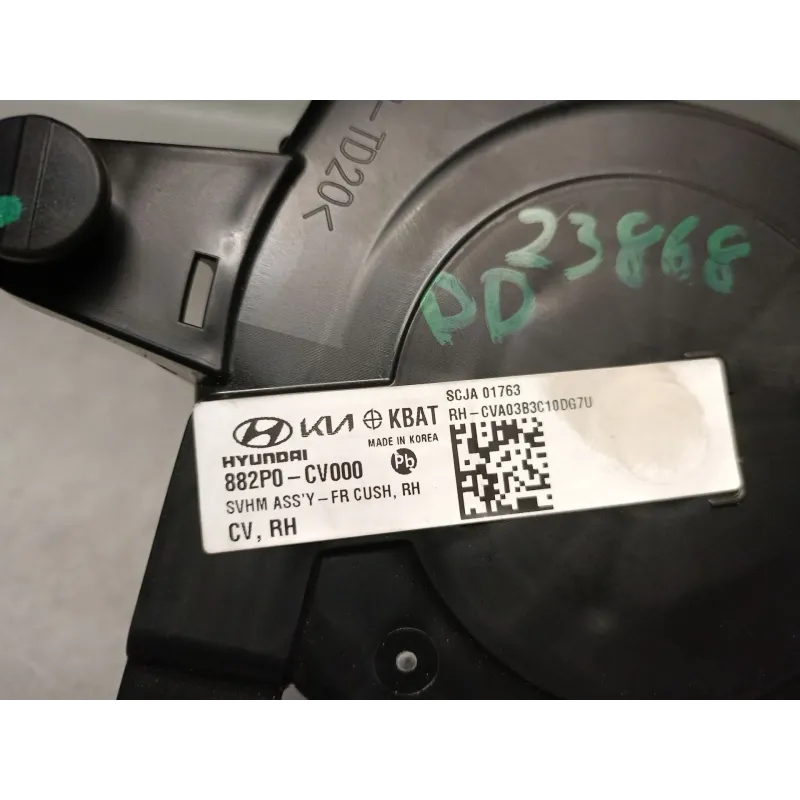 -TD20<
23868
DD
SCJA 01763
HYUNDAI KIA KBAT RH-CVA03B3C10DG7U
MADE IN KOREA
Pb
882P0-CV000
SVHM ASS'Y-FR CUSH, RH
CV, RH